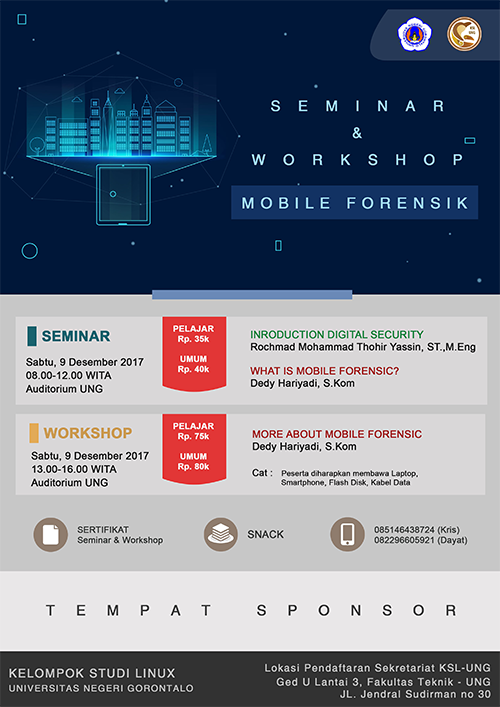 SEMINAR
&
WORKSHOP
MOBILE FORENSIK
SEMINAR
Sabtu, 9 Desember 2017
08.00-12.00 WITA
Auditorium UNG
PELAJAR
Rp. 35k
UMUM
Rp. 40k
INRODUCTION DIGITAL SECURITY
Rochmad Mohammad Thohir Yassin, ST.,M.Eng
WHAT IS MOBILE FORENSIC?
Dedy Hariyadi, S.Kom
WORKSHOP
Sabtu, 9 Desember 2017
13.00-16.00 WITA
Auditorium UNG
PELAJAR
Rp. 75k
UMUM
Rp. 80k
MORE ABOUT MOBILE FORENSIC
Dedy Hariyadi, S.Kom
Cat : Peserta diharapkan membawa Laptop,
Smartphone, Flash Disk, Kabel Data
SERTIFIKAT
Seminar & Workshop
SNACK
085146438724 (Kris)
082296605921 (Dayat)
TEMPAT SPONSOR
KELOMPOK STUDI LINUX
UNIVERSITAS NEGERI GORONTALO
Lokasi Pendaftaran Sekretariat KSL-UNG
Ged U Lantai 3, Fakultas Teknik - UNG
JL. Jendral Sudirman no 30